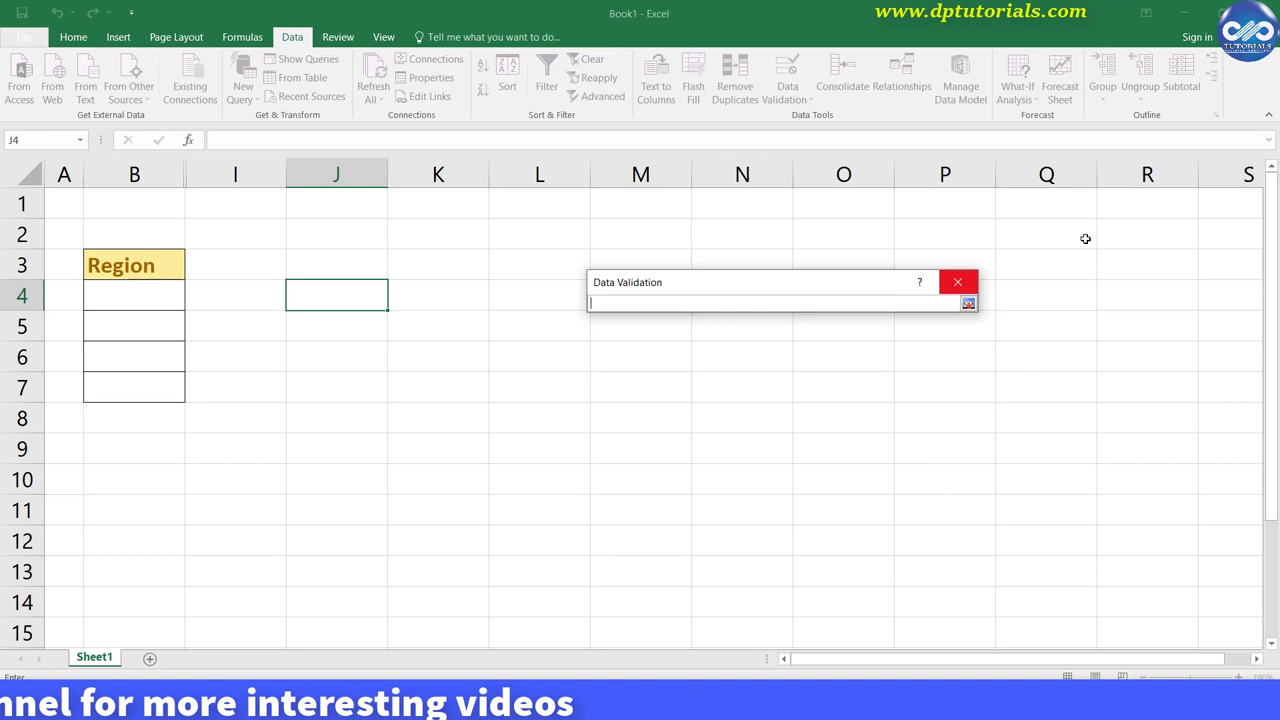 Book1 - Excel
www.dptutorials.com
TUTORIALS
File Home Insert Page Layout Formulas Data Review View Tell me what you want to do... Sign in
From Access
From Web
From Text
From Other Sources
Existing Connections
New Query
Show Queries
From Table
Recent Sources
Refresh All
Connections
Properties
Edit Links
Sort
Filter
Clear
Reapply
Advanced
Text to Columns
Flash Fill
Remove Duplicates
Data Validation
Consolidate
Relationships
Manage Data Model
What-If Analysis
Forecast Sheet
Group
Ungroup
Subtotal
Get External Data Get & Transform Connections Sort & Filter Data Tools Forecast Outline
J4 fx
A B I J K L M N O P Q R S
1
2
3 Region
Data Validation ?
4
5
6
7
8
9
10
11
12
13
14
15
Sheet1
Enter 190%
nnel for more interesting videos